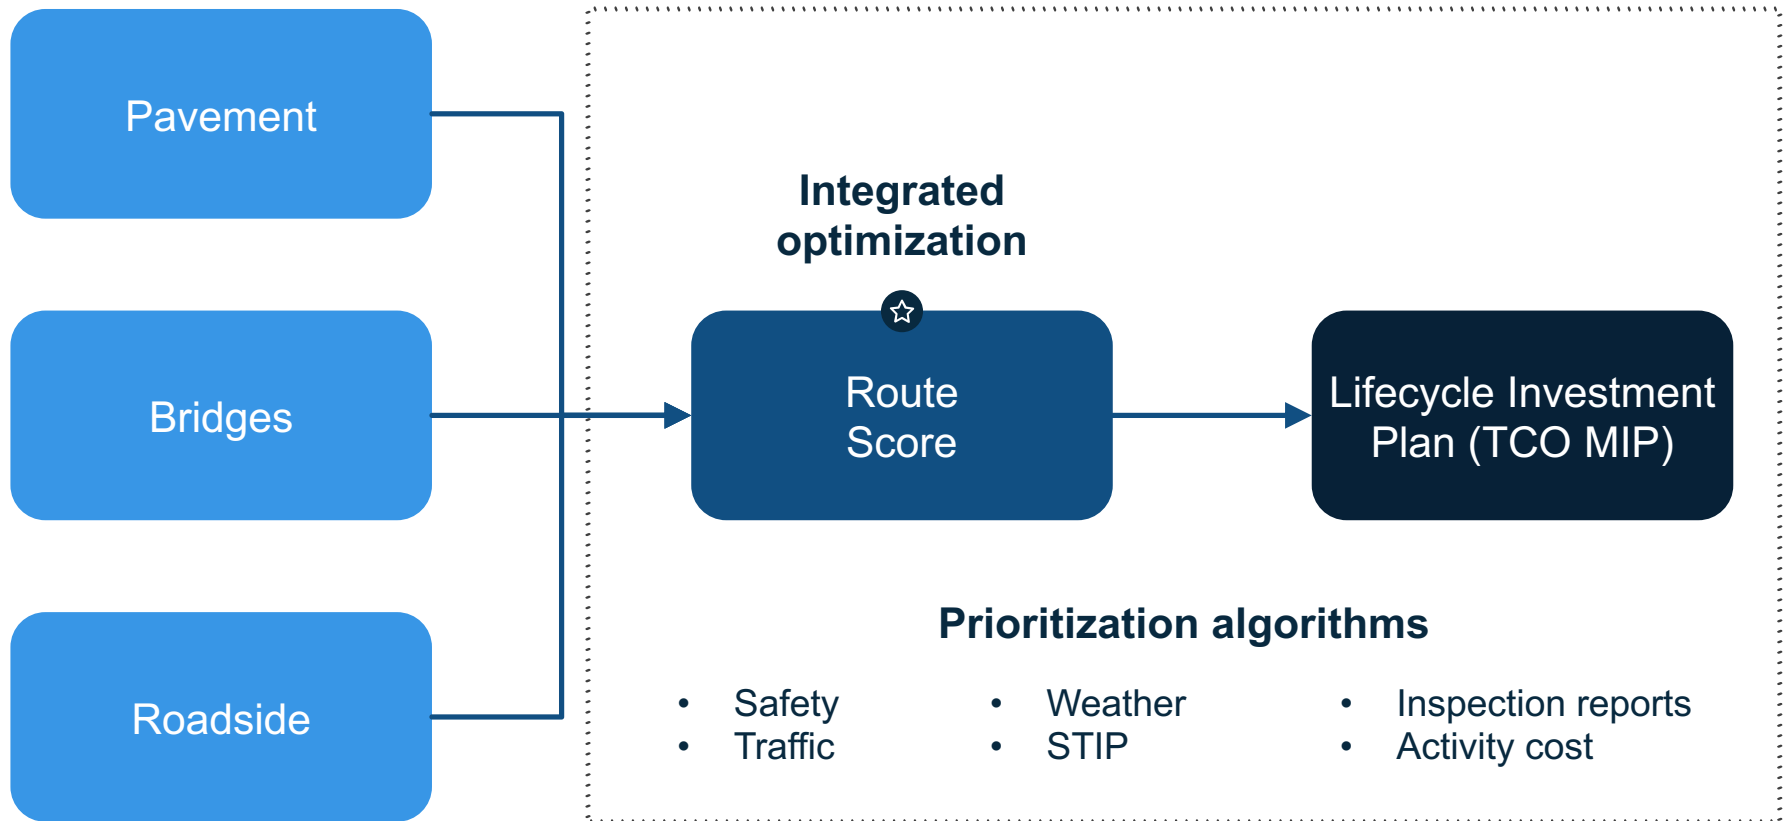 Pavement
Bridges
Roadside
Integrated
optimization
Route
Score
Lifecycle Investment
Plan (TCO MIP)
Prioritization algorithms
• Safety
• Traffic
• Weather
• STIP
• Inspection reports
• Activity cost